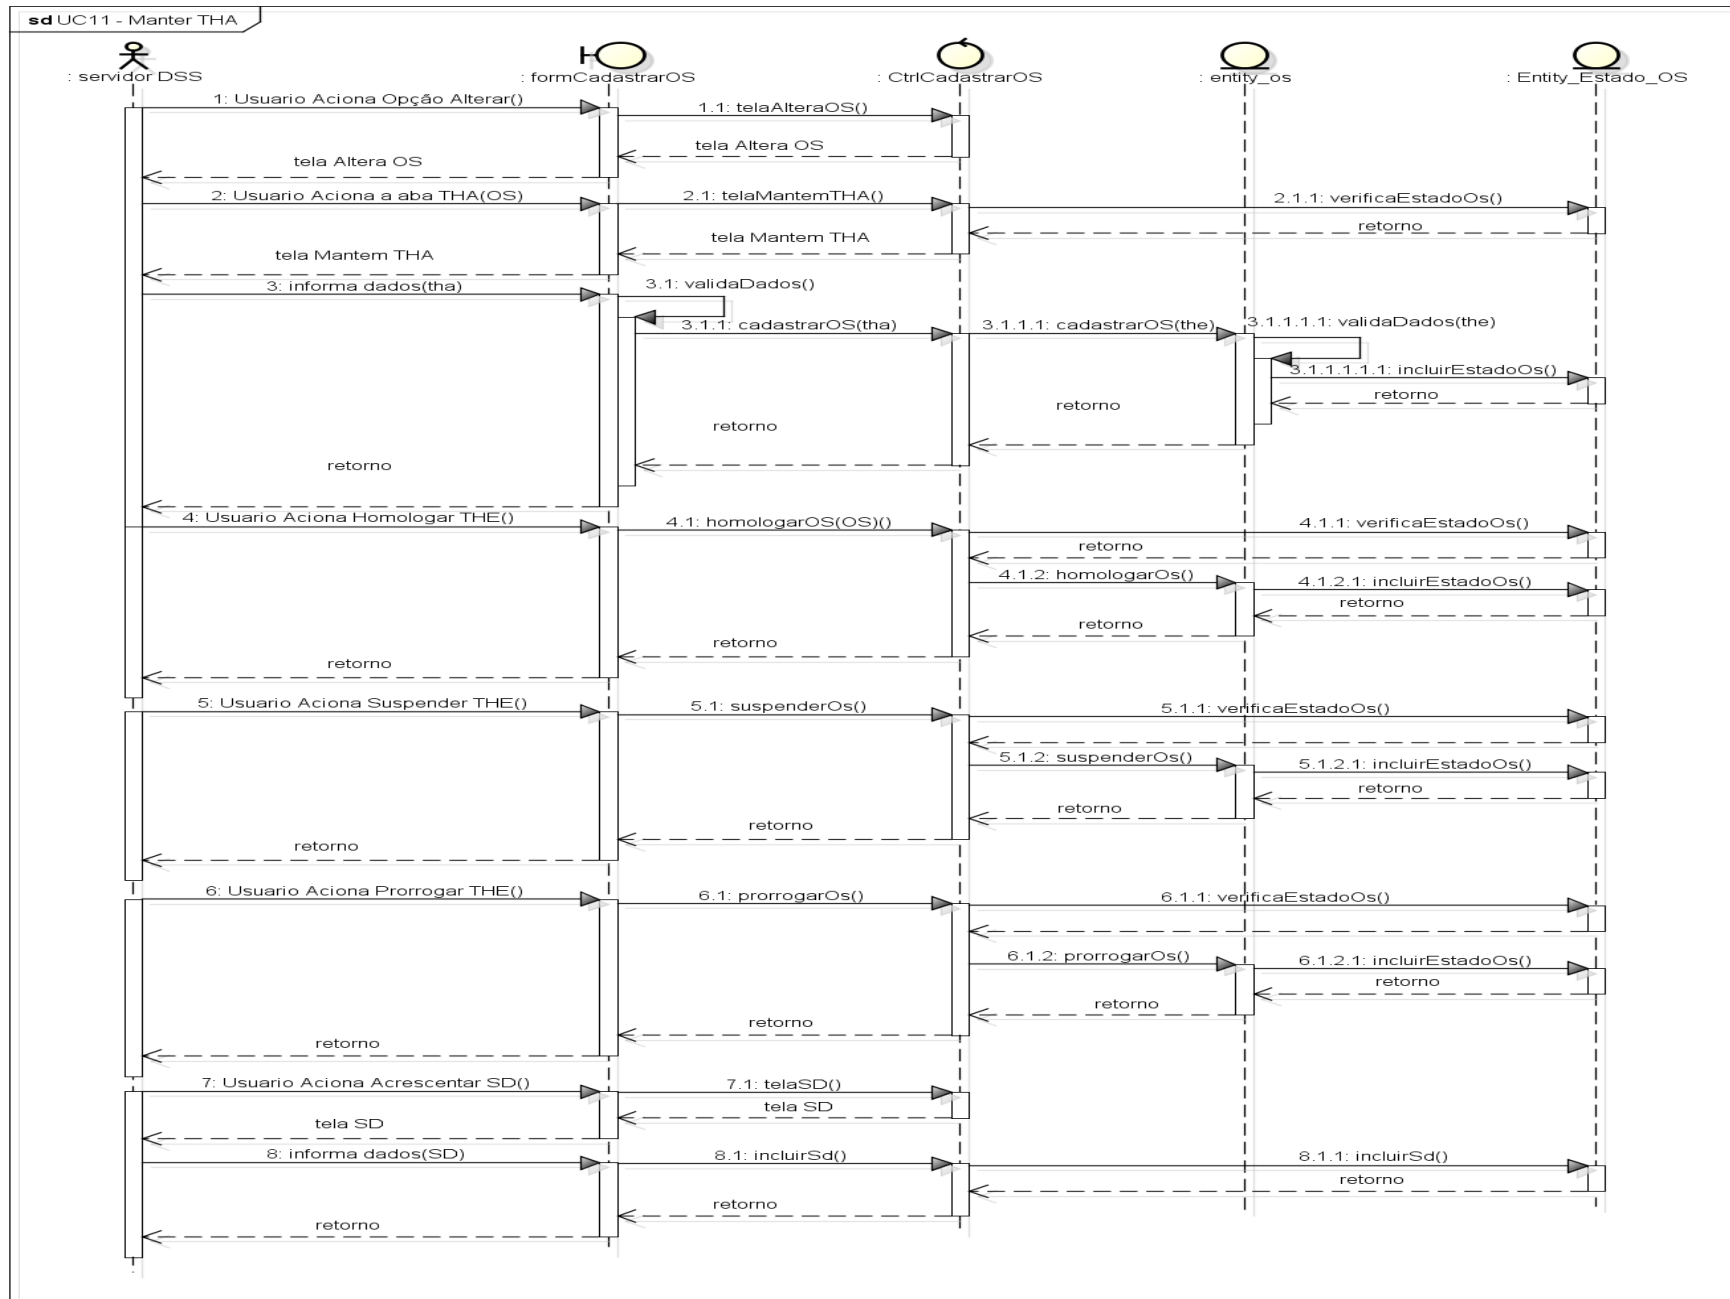 sd UC11 - Manter THA
: servidor DSS
: formCadastrarOS
: CtrlCadastrarOS
: entity_os
: Entity_Estado_OS
1: Usuario Aciona Opção Alterar()
1.1: telaAlteraOS()
tela Altera OS
tela Altera OS
2: Usuario Aciona a aba THA(OS)
2.1: telaMantemTHA()
2.1.1: verificaEstadoOs()
retorno
tela Mantem THA
tela Mantem THA
3: informa dados(tha)
3.1: validaDados()
3.1.1: cadastrarOS(tha)
3.1.1.1: cadastrarOS(the)
3.1.1.1.1: validaDados(the)
3.1.1.1.1.1: incluirEstadoOs()
retorno
retorno
retorno
retorno
4: Usuario Aciona Homologar THE()
4.1: homologarOS(OS)()
4.1.1: verificaEstadoOs()
retorno
4.1.2: homologarOs()
4.1.2.1: incluirEstadoOs()
retorno
retorno
retorno
retorno
5: Usuario Aciona Suspender THE()
5.1: suspenderOs()
5.1.1: verificaEstadoOs()
5.1.2: suspenderOs()
5.1.2.1: incluirEstadoOs()
retorno
retorno
retorno
retorno
6: Usuario Aciona Prorrogar THE()
6.1: prorrogarOs()
6.1.1: verificaEstadoOs()
6.1.2: prorrogarOs()
6.1.2.1: incluirEstadoOs()
retorno
retorno
retorno
retorno
7: Usuario Aciona Acrescentar SD()
7.1: telaSD()
tela SD
tela SD
8: informa dados(SD)
8.1: incluirSd()
8.1.1: incluirSd()
retorno
retorno
retorno